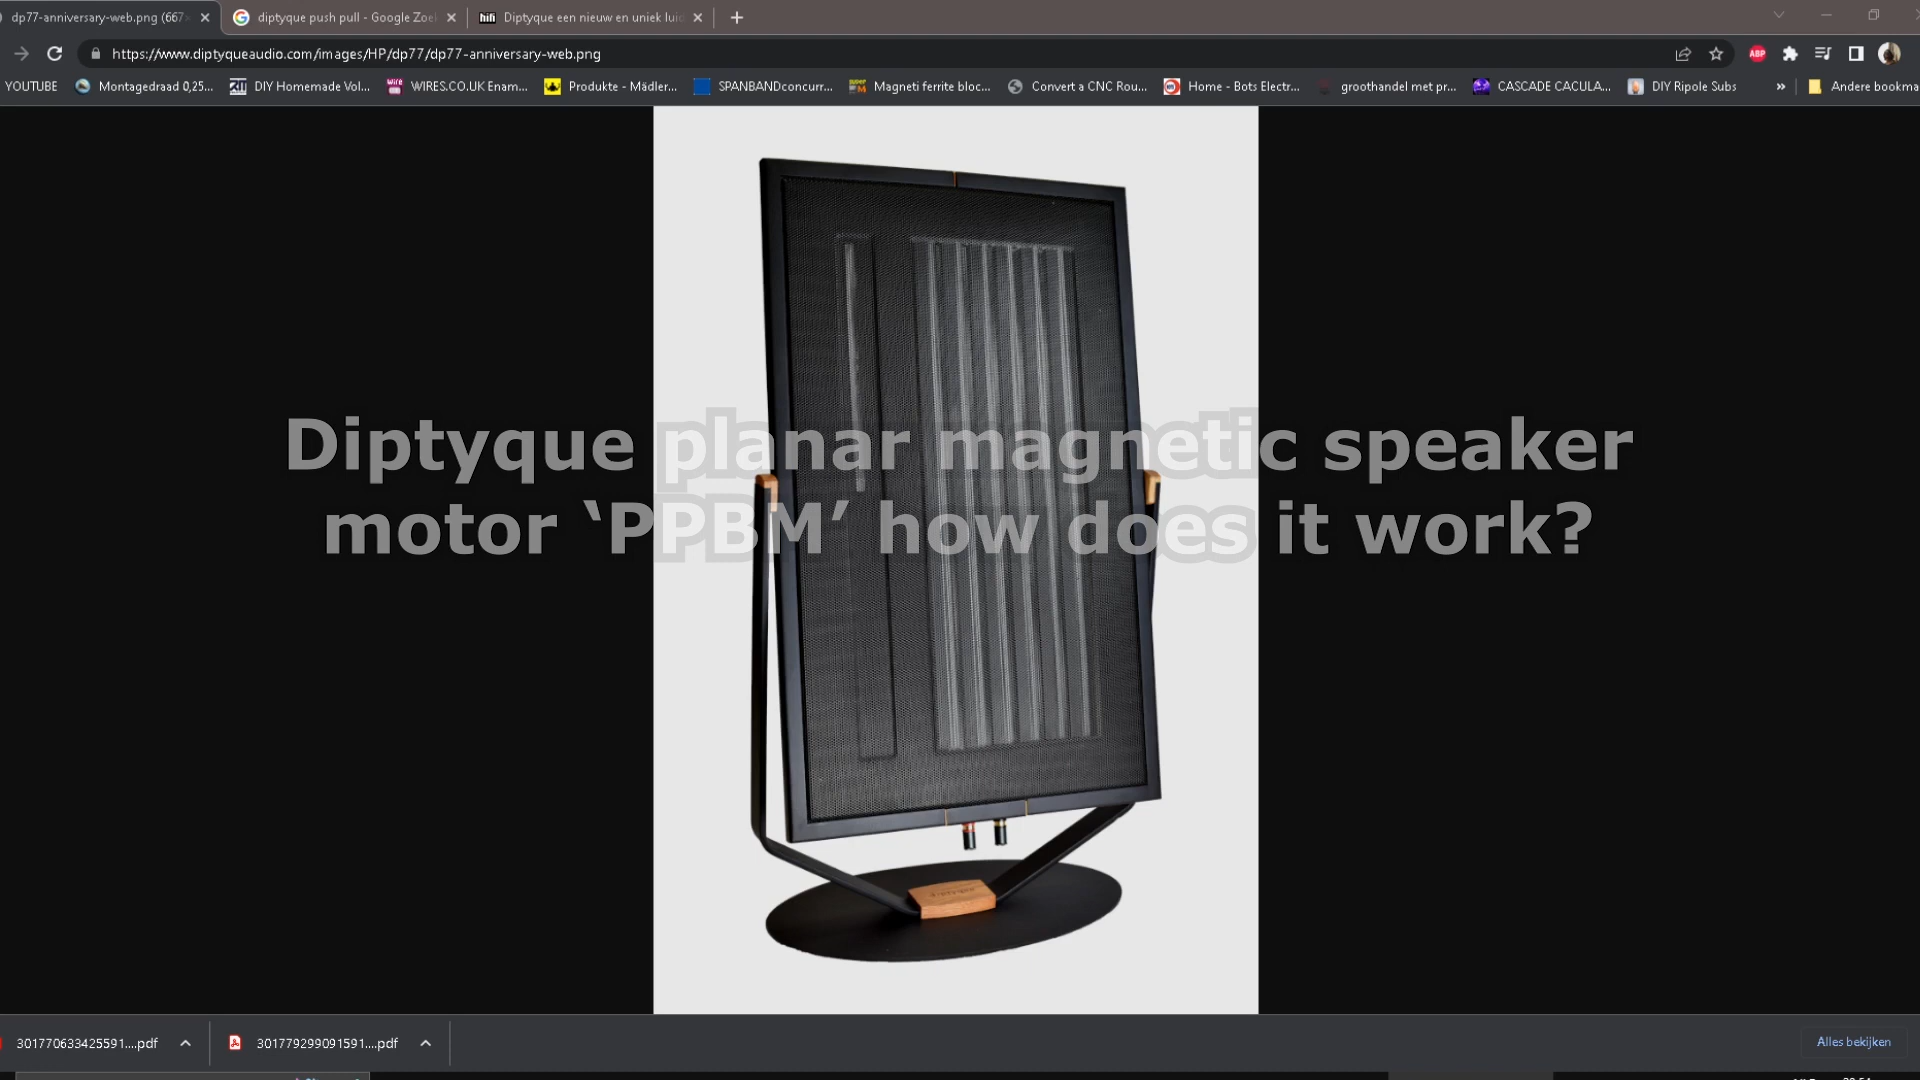 dp77-anniversary-web.png (667×
diptyque push pull - Google Zoek
hifi Diptyque een nieuw en uniek luid
https://www.diptyqueaudio.com/images/HP/dp77/dp77-anniversary-web.png
ABP
YOUTUBE
Montagedraad 0,25...
DIY Homemade Vol...
WIRES.CO.UK Enam...
Produkte - Mädler...
SPANBANDconcurr...
Magneti ferrite bloc...
Convert a CNC Rou...
Home - Bots Electr...
groothandel met pr...
CASCADE CACULA...
DIY Ripole Subs
»
Andere bookma
Diptyque planar magnetic speaker
motor ‘PPBM’ how does it work?
301770633425591....pdf
301779299091591....pdf
Alles bekijken